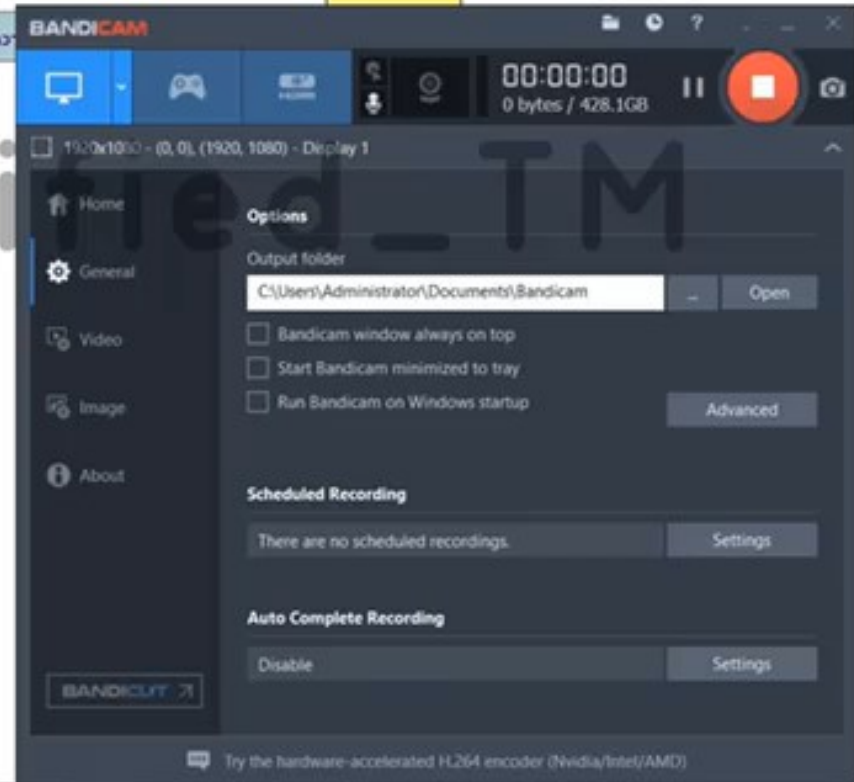 BANDICAM
00:00:00
0 bytes / 428.1GB
1920x1080 - (0, 0), (1920, 1080) - Display 1
fied_TM
Home
General
Video
Image
About
Options
Output folder
C:\Users\Administrator\Documents\Bandicam
...
Open
Bandicam window always on top
Start Bandicam minimized to tray
Run Bandicam on Windows startup
Advanced
Scheduled Recording
There are no scheduled recordings.
Settings
Auto Complete Recording
Disable
Settings
BANDICUT
Try the hardware-accelerated H.264 encoder (Nvidia/Intel/AMD)